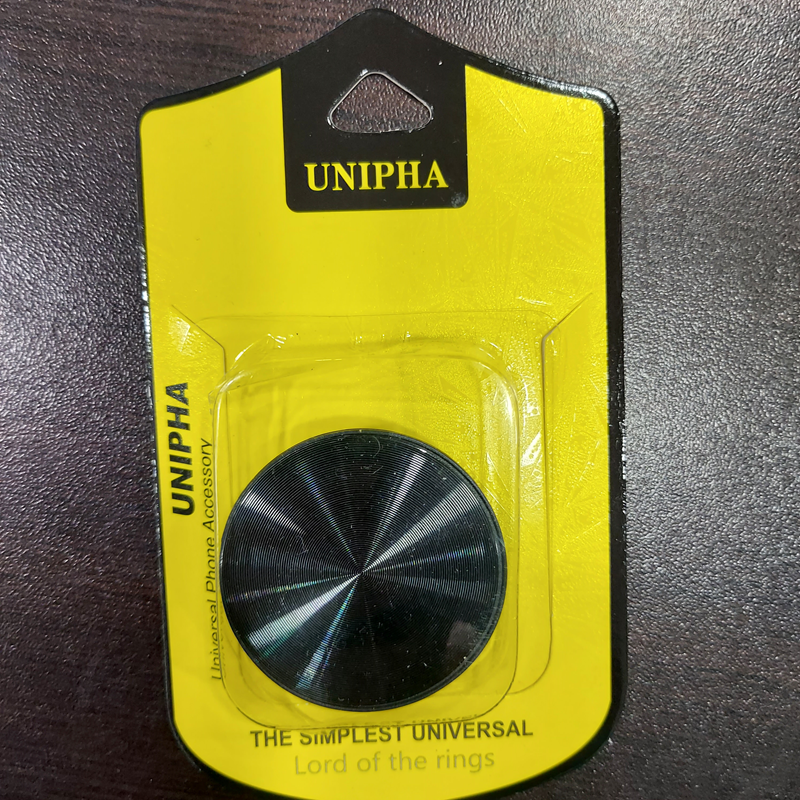 UNIPHA
UNIPHA
Universal Phone Accessory
THE SIMPLEST UNIVERSAL
Lord of the rings